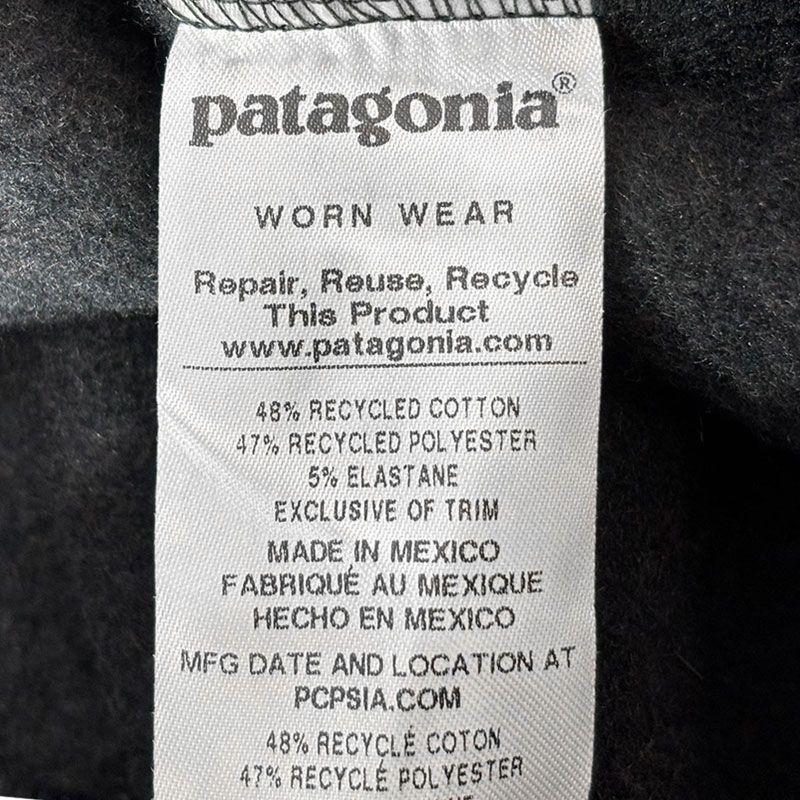 patagonia®
WORN WEAR
Repair, Reuse, Recycle
This Product
www.patagonia.com
48% RECYCLED COTTON
47% RECYCLED POLYESTER
5% ELASTANE
EXCLUSIVE OF TRIM
MADE IN MEXICO
FABRIQUÉ AU MEXIQUE
HECHO EN MEXICO
MFG DATE AND LOCATION AT
PCPSIA.COM
48% RECYCLÉ COTON
47% RECYCLÉ POLYESTER